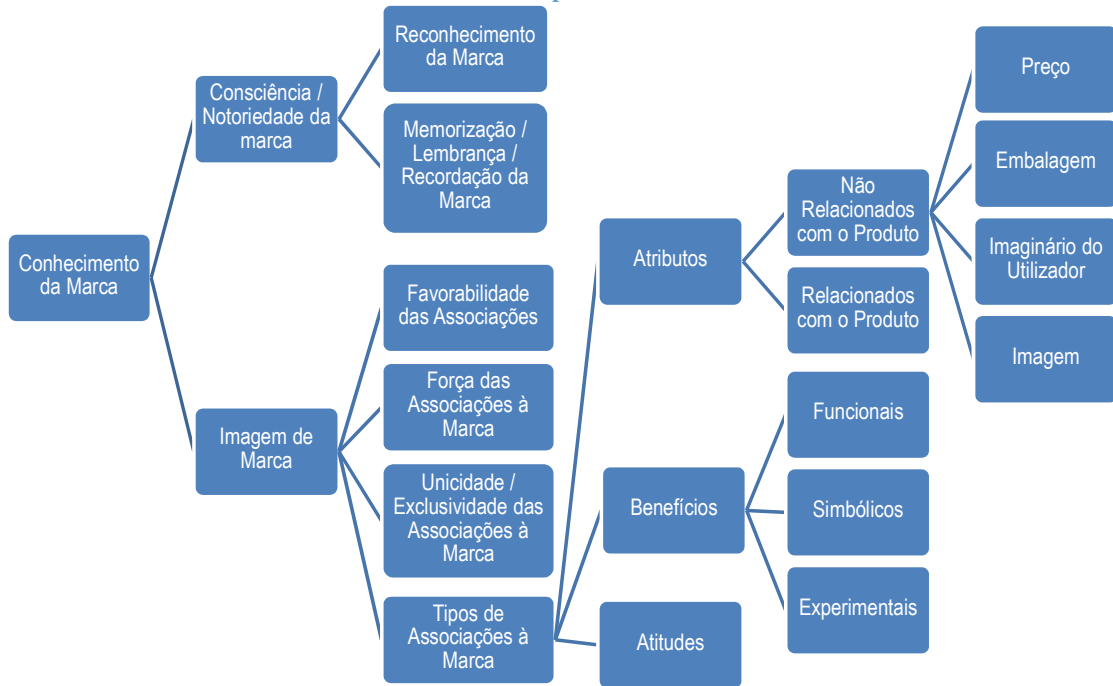 Conhecimento
da Marca
Consciência /
Notoriedade da
marca
Reconhecimento
da Marca
Memorização /
Lembrança /
Recordação da
Marca
Imagem de
Marca
Favorabilidade
das Associações
Força das
Associações à
Marca
Unicidade /
Exclusividade das
Associações à
Marca
Tipos de
Associações à
Marca
Atributos
Não
Relacionados
com o Produto
Preço
Embalagem
Imaginário do
Utilizador
Imagem
Relacionados
com o Produto
Benefícios
Funcionais
Simbólicos
Experimentais
Atitudes